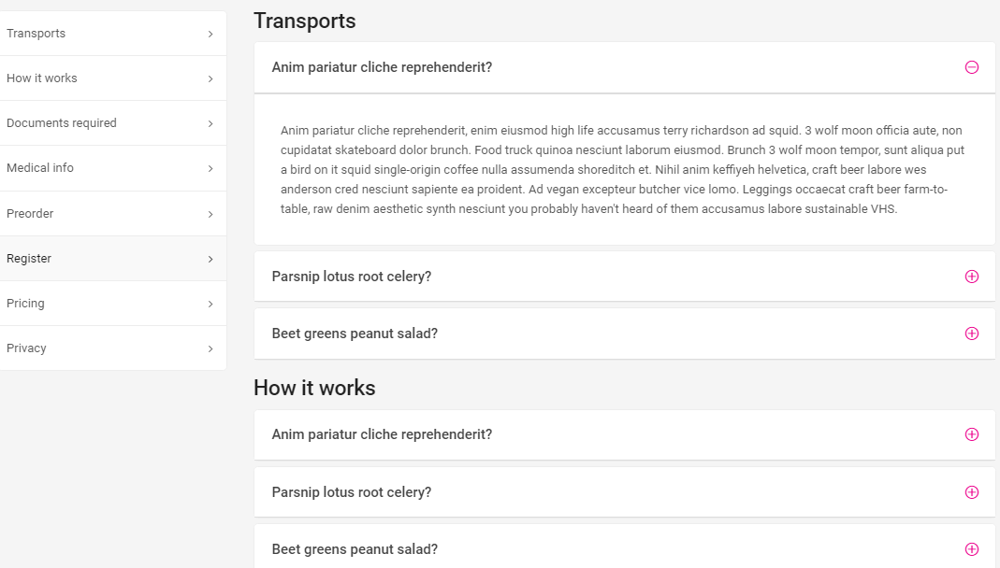 Transports
How it works
Documents required
Medical info
Preorder
Register
Pricing
Privacy
Transports
Anim pariatur cliche reprehenderit?
Anim pariatur cliche reprehenderit, enim eiusmod high life accusamus terry richardson ad squid. 3 wolf moon officia aute, non
cupidatat skateboard dolor brunch. Food truck quinoa nesciunt laborum eiusmod. Brunch 3 wolf moon tempor, sunt aliqua put
a bird on it squid single-origin coffee nulla assumenda shoreditch et. Nihil anim keffiyeh helvetica, craft beer labore wes
anderson cred nesciunt sapiente ea proident. Ad vegan excepteur butcher vice lomo. Leggings occaecat craft beer farm-to-
table, raw denim aesthetic synth nesciunt you probably haven't heard of them accusamus labore sustainable VHS.
Parsnip lotus root celery?
Beet greens peanut salad?
How it works
Anim pariatur cliche reprehenderit?
Parsnip lotus root celery?
Beet greens peanut salad?